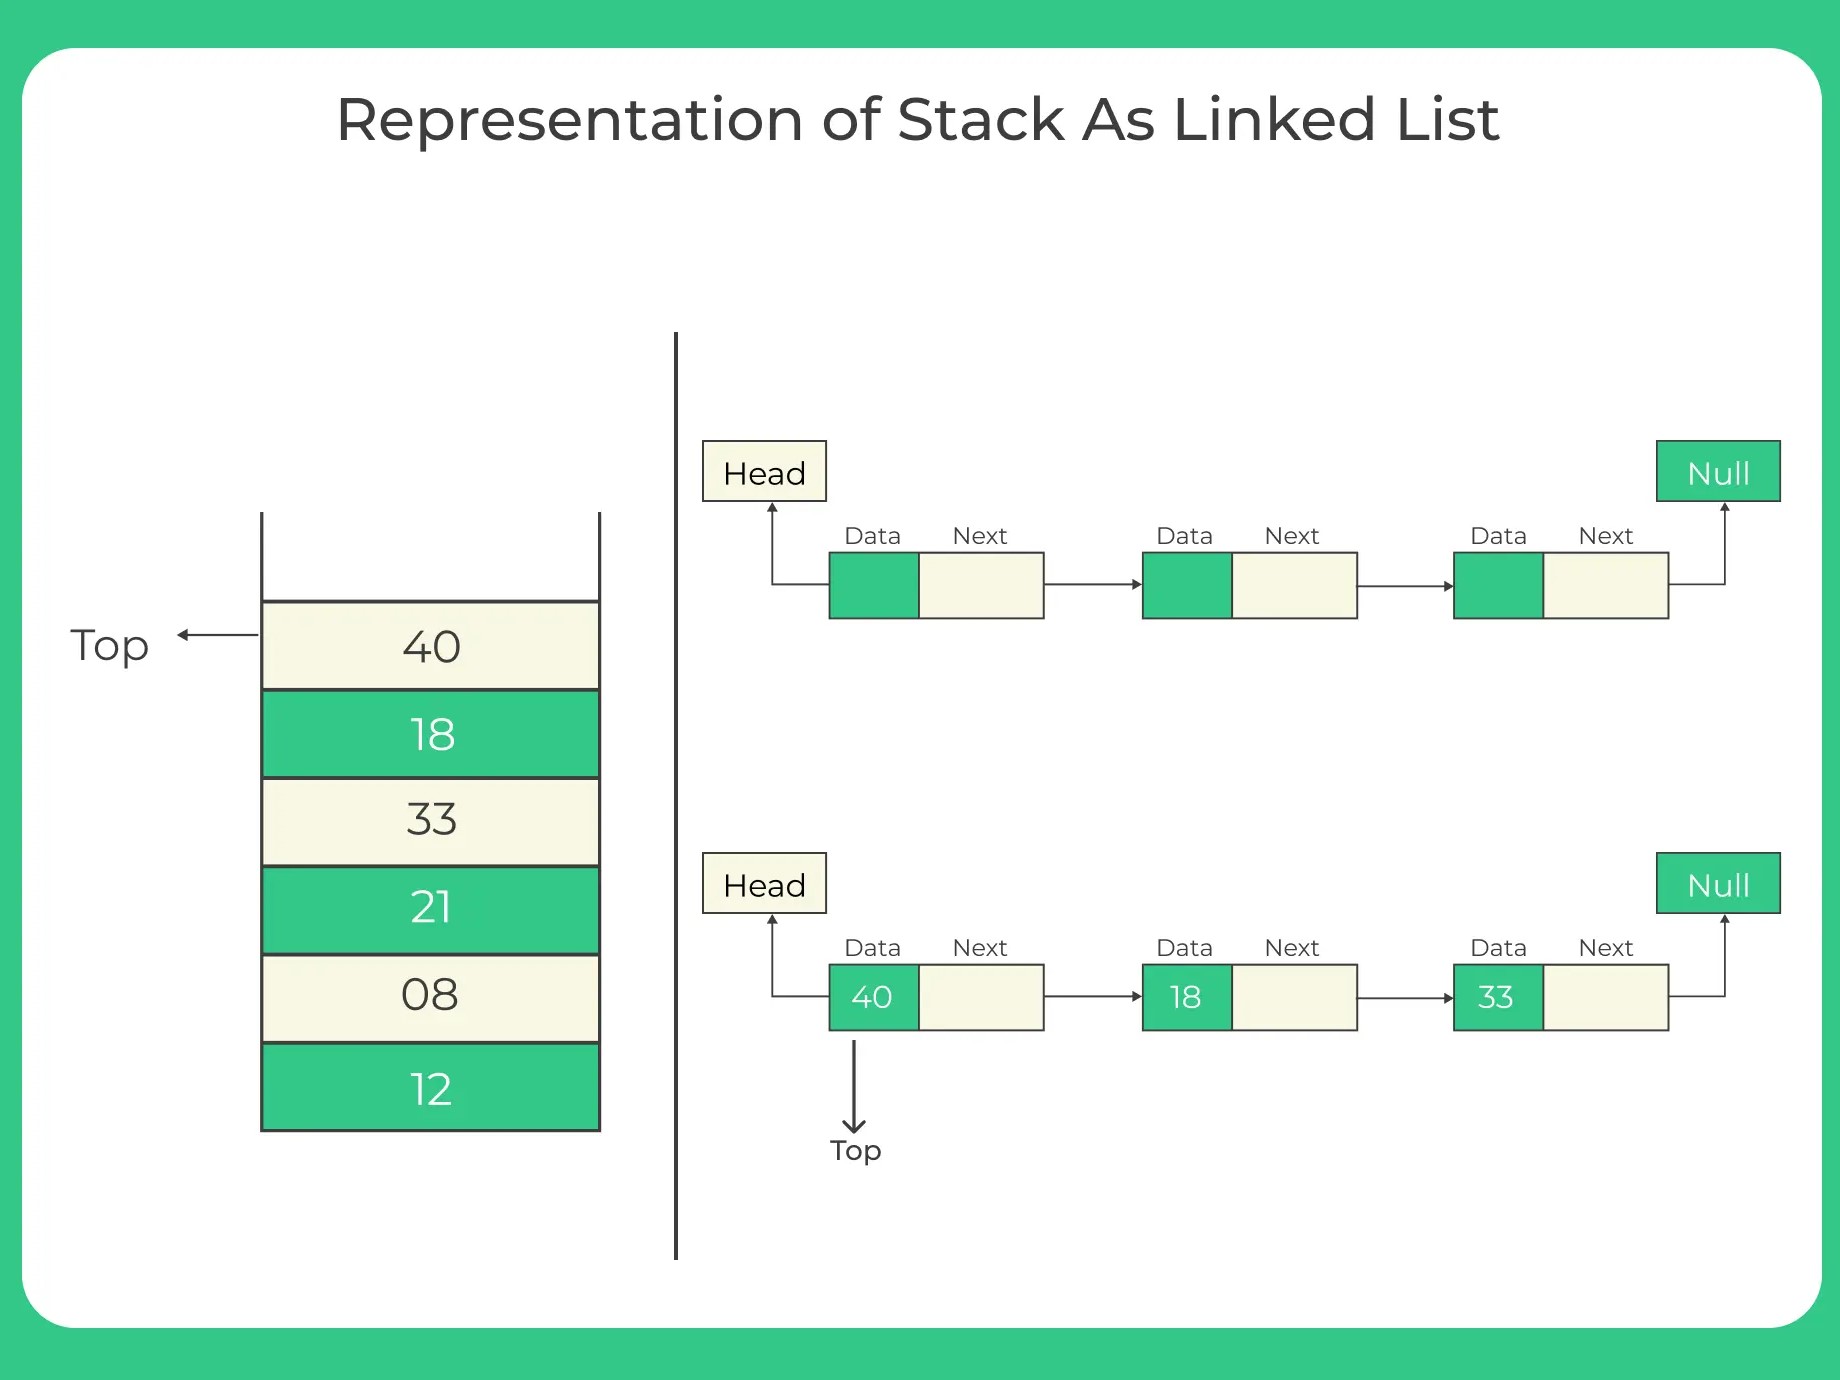 Representation of Stack As Linked List
Top
40
18
33
21
08
12
Head
Null
Data Next Data Next Data Next
Head
Null
Data Next Data Next Data Next
40 18 33
Top